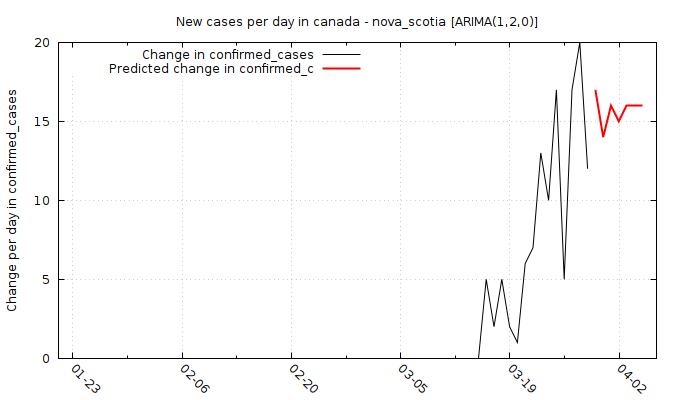 New cases per day in canada - nova_scotia [ARIMA(1,2,0)]
Change in confirmed_cases
Predicted change in confirmed_c
Change per day in confirmed_cases
20
15
10
5
0
01-23
02-06
02-20
03-05
03-19
04-02